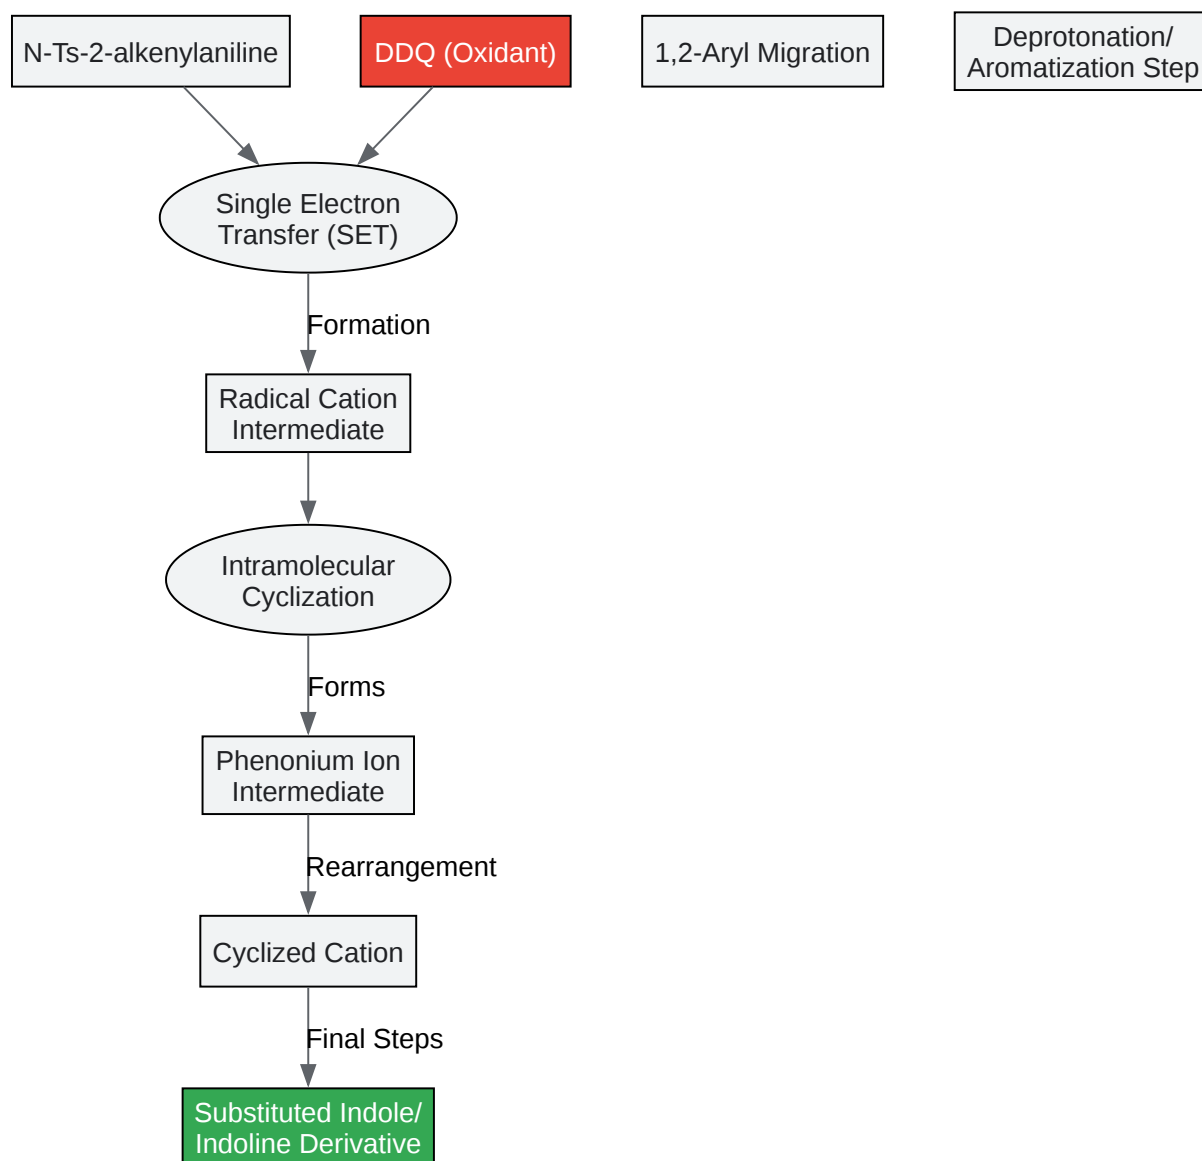 N-Ts-2-alkenylaniline
DDQ (Oxidant)
1,2-Aryl Migration
Deprotonation/
Aromatization Step
Single Electron
Transfer (SET)
Formation
Radical Cation
Intermediate
Intramolecular
Cyclization
Forms
Phenonium Ion
Intermediate
Rearrangement
Cyclized Cation
Final Steps
Substituted Indole/
Indoline Derivative